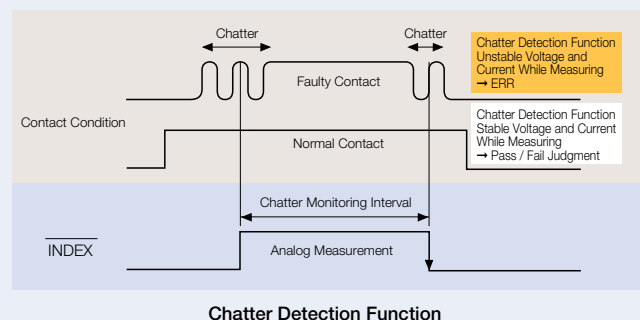 Chatter
Chatter
Chatter Detection Function
Unstable Voltage and
Current While Measuring
→ ERR
Faulty Contact
Contact Condition
Chatter Detection Function
Stable Voltage and Current
While Measuring
→ Pass / Fail Judgment
Normal Contact
Chatter Monitoring Interval
INDEX
Analog Measurement
Chatter Detection Function